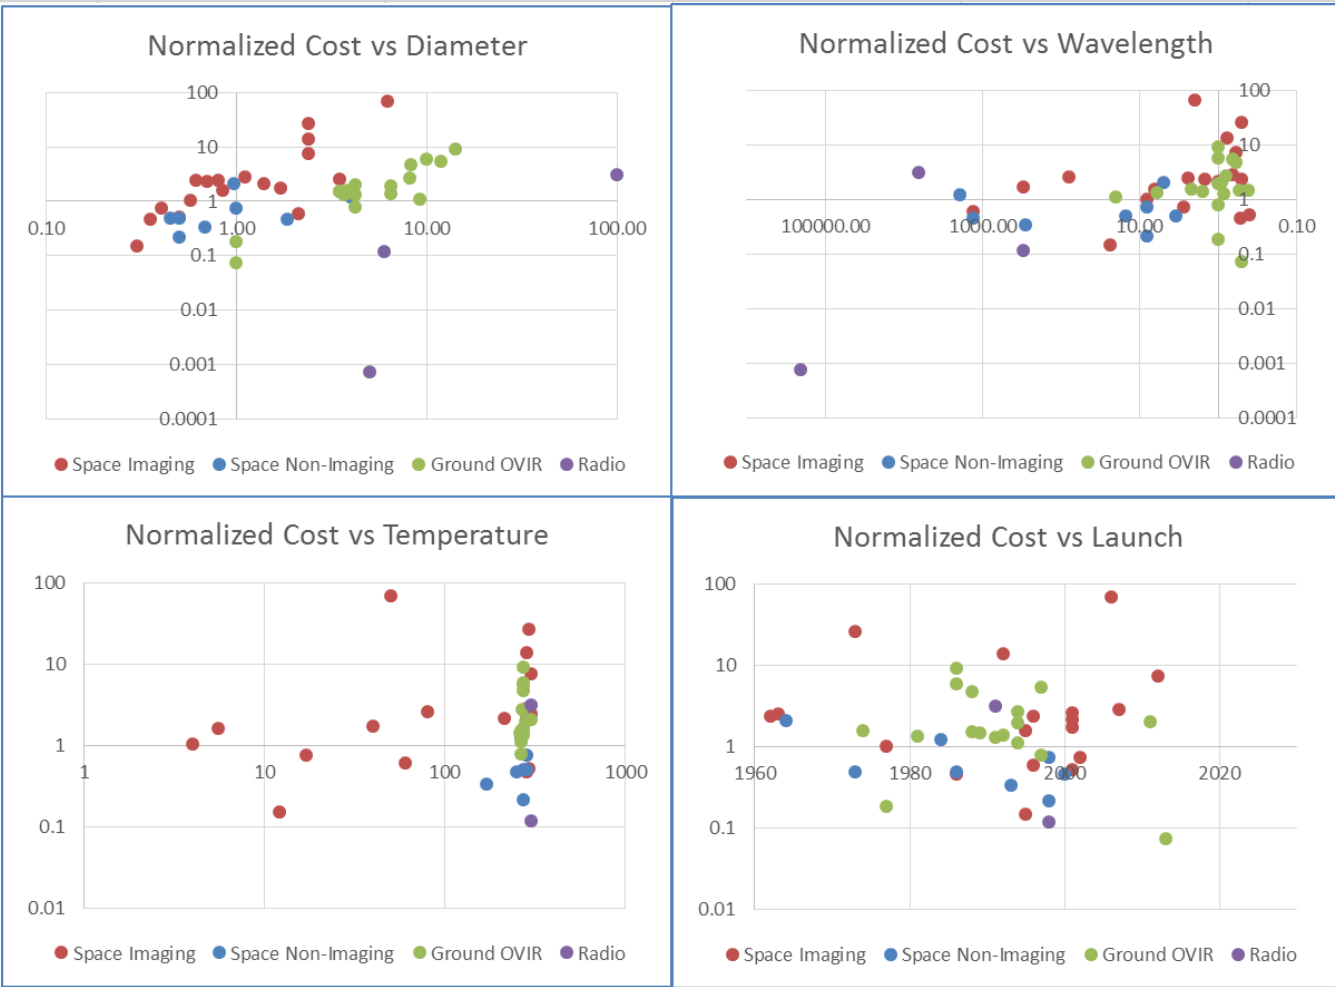 Normalized Cost vs Diameter
100
10
1
0.10 1.00 10.00 100.00
0.1
0.01
0.001
0.0001
Space Imaging Space Non-Imaging Ground OVIR Radio
Normalized Cost vs Wavelength
100
10
1
100000.00 1000.00 10.00 0.10
0.1
0.01
0.001
0.0001
Space Imaging Space Non-Imaging Ground OVIR Radio
Normalized Cost vs Temperature
100
10
1
1 10 100 1000
0.1
0.01
Space Imaging Space Non-Imaging Ground OVIR Radio
Normalized Cost vs Launch
100
10
1
1960 1980 2000 2020
0.1
0.01
Space Imaging Space Non-Imaging Ground OVIR Radio